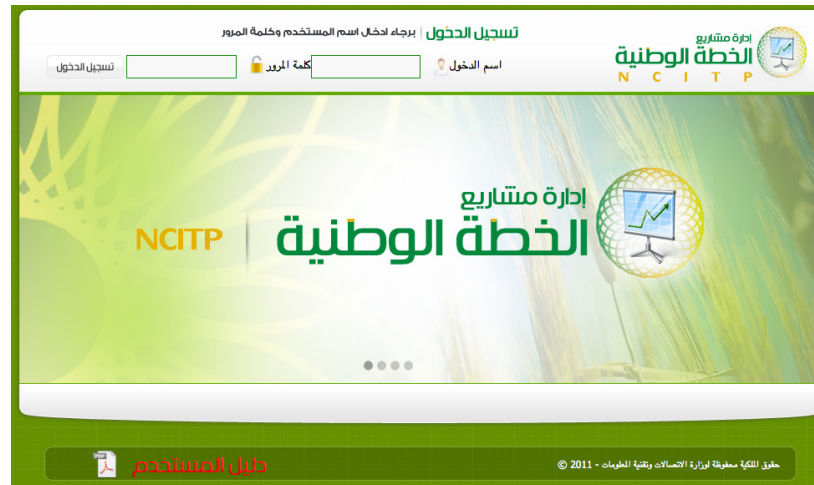 إدارة مشاريع
الخطة الوطنية
NCITP
تسجيل الدخول | برجاء ادخال اسم المستخدم وكلمة المرور
اسم الدخول
كلمة المرور
تسجيل الدخول
إدارة مشاريع
الخطة الوطنية
NCITP
حقوق الملكية محفوظة لوزارة الاتصالات وتقنية المعلومات - 2011 ©
دليل المستخدم